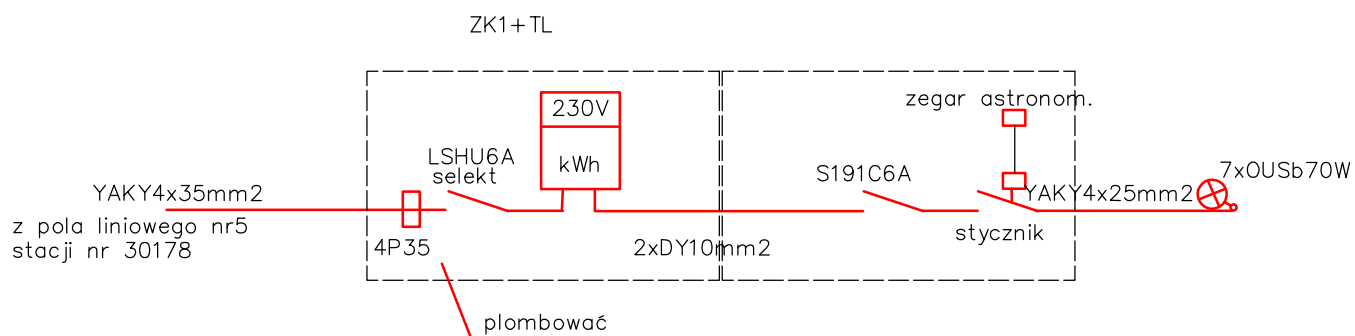 ZK1+TL
zegar astronom.
230V
LSHU6A
selekt
kWh
S191C6A
7xOUSb70W
YAKY4x35mm2
YAKY4x25mm2
z pola liniowego nr5
stacji nr 30178
4P35
2xDY10mm2
stycznik
plombować